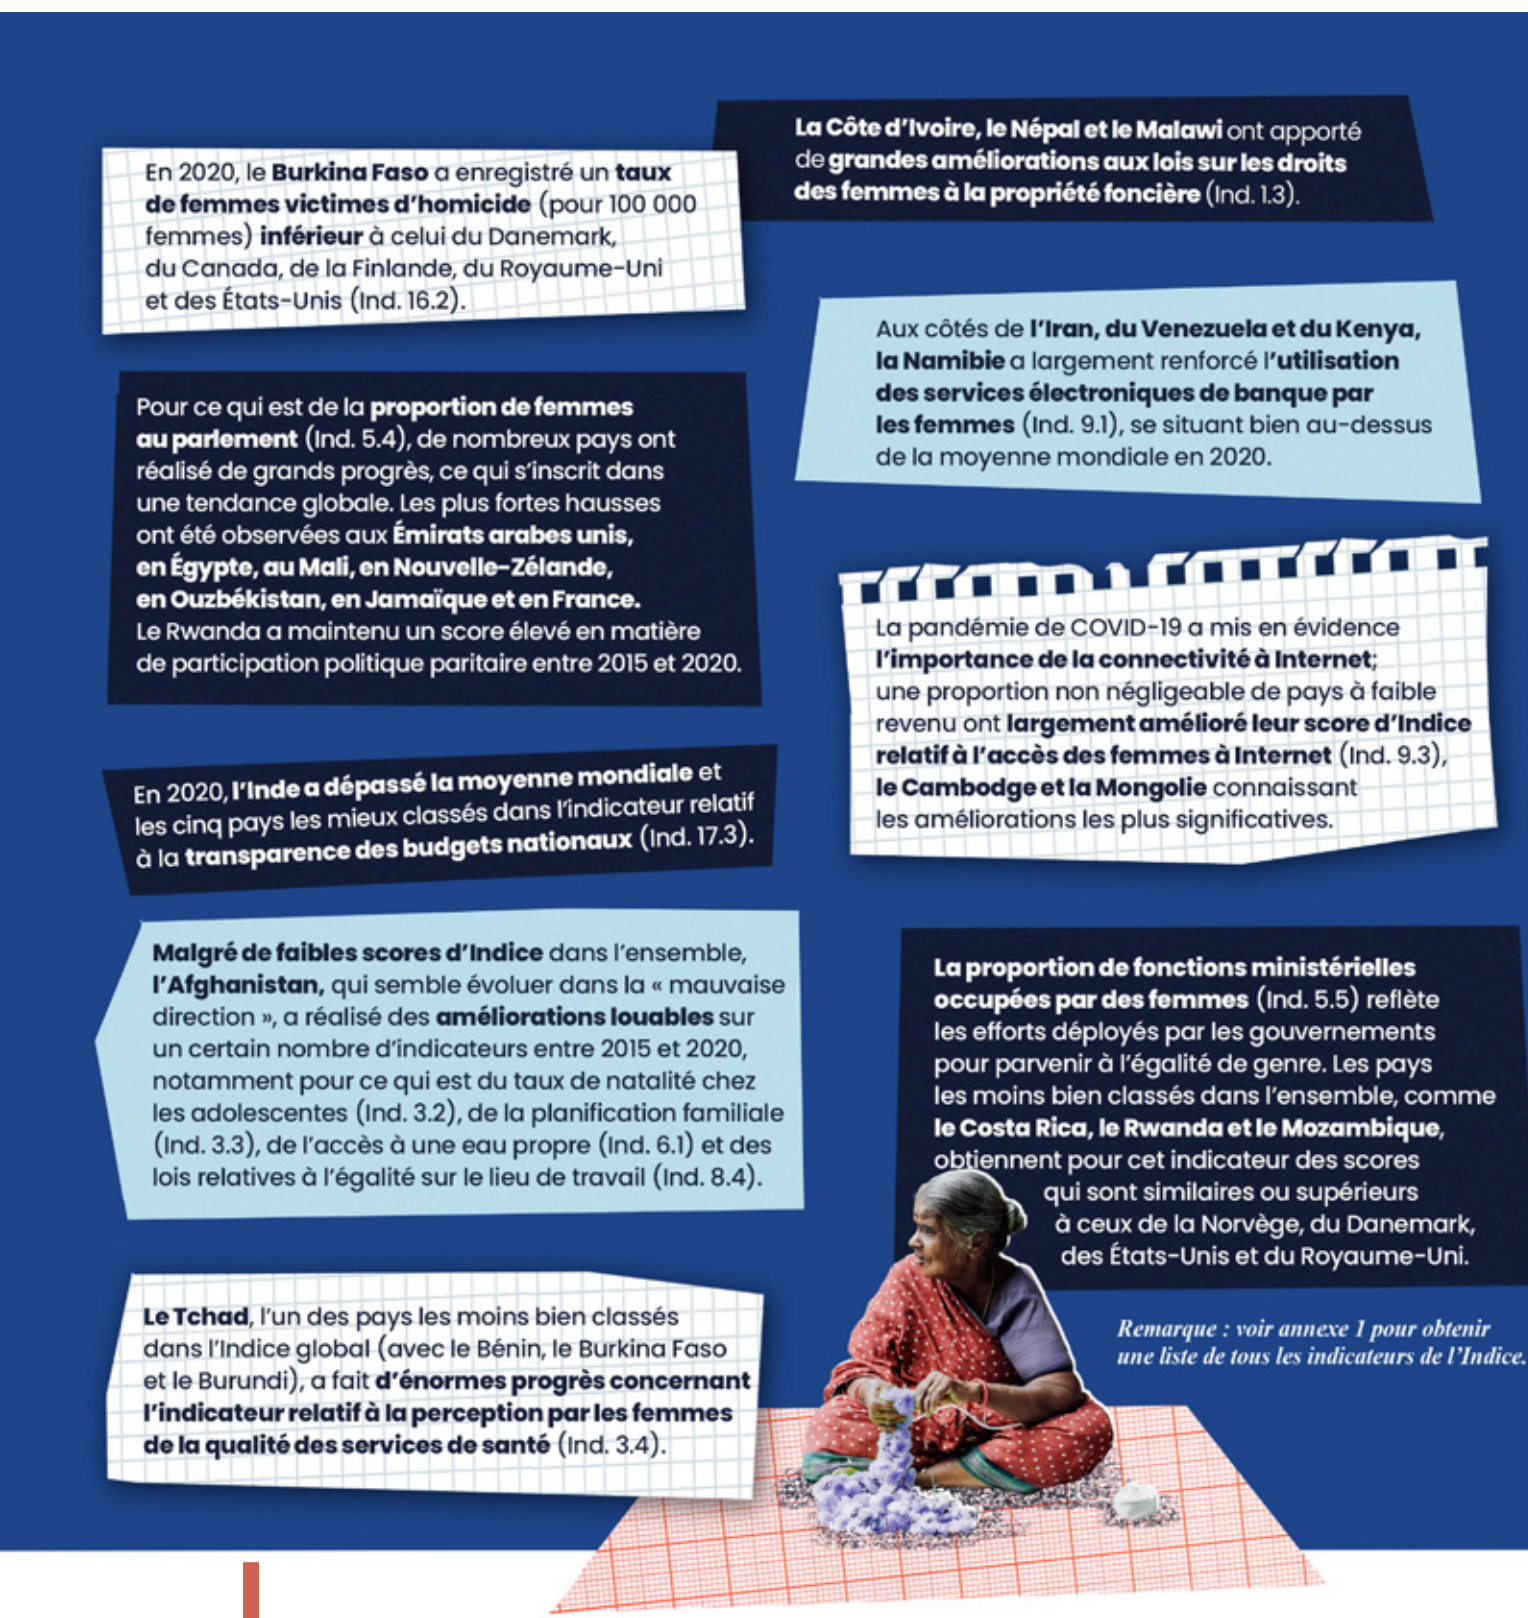 En 2020, le Burkina Faso a enregistré un taux
de femmes victimes d'homicide (pour 100 000
femmes) inférieur à celui du Danemark,
du Canada, de la Finlande, du Royaume-Uni
et des États-Unis (Ind. 16.2).
Pour ce qui est de la proportion de femmes
au parlement (Ind. 5.4), de nombreux pays ont
réalisé de grands progrès, ce qui s'inscrit dans
une tendance globale. Les plus fortes hausses
ont été observées aux Émirats arabes unis,
en Égypte, au Mali, en Nouvelle-Zélande,
en Ouzbékistan, en Jamaïque et en France.
Le Rwanda a maintenu un score élevé en matière
de participation politique paritaire entre 2015 et 2020.
En 2020, l'Inde a dépassé la moyenne mondiale et
les cinq pays les mieux classés dans l'indicateur relatif
à la transparence des budgets nationaux (Ind. 17.3).
Malgré de faibles scores d'Indice dans l'ensemble,
l'Afghanistan, qui semble évoluer dans la « mauvaise
direction », a réalisé des améliorations louables sur
un certain nombre d'indicateurs entre 2015 et 2020,
notamment pour ce qui est du taux de natalité chez
les adolescentes (Ind. 3.2), de la planification familiale
(Ind. 3.3), de l'accès à une eau propre (Ind. 6.1) et des
lois relatives à l'égalité sur le lieu de travail (Ind. 8.4).
Le Tchad, l'un des pays les moins bien classés
dans l'Indice global (avec le Bénin, le Burkina Faso
et le Burundi), a fait d'énormes progrès concernant
l'indicateur relatif à la perception par les femmes
de la qualité des services de santé (Ind. 3.4).
La Côte d'Ivoire, le Népal et le Malawi ont apporté
de grandes améliorations aux lois sur les droits
des femmes à la propriété foncière (Ind. 1.3).
Aux côtés de l'Iran, du Venezuela et du Kenya,
la Namibie a largement renforcé l'utilisation
des services électroniques de banque par
les femmes (Ind. 9.1), se situant bien au-dessus
de la moyenne mondiale en 2020.
La pandémie de COVID-19 a mis en évidence
l'importance de la connectivité à Internet;
une proportion non négligeable de pays à faible
revenu ont largement amélioré leur score d'Indice
relatif à l'accès des femmes à Internet (Ind. 9.3),
le Cambodge et la Mongolie connaissant
les améliorations les plus significatives.
La proportion de fonctions ministérielles
occupées par des femmes (Ind. 5.5) reflète
les efforts déployés par les gouvernements
pour parvenir à l'égalité de genre. Les pays
les moins bien classés dans l'ensemble, comme
le Costa Rica, le Rwanda et le Mozambique,
obtiennent pour cet indicateur des scores
qui sont similaires ou supérieurs
à ceux de la Norvège, du Danemark,
des États-Unis et du Royaume-Uni.
Remarque : voir annexe 1 pour obtenir
une liste de tous les indicateurs de l'Indice.